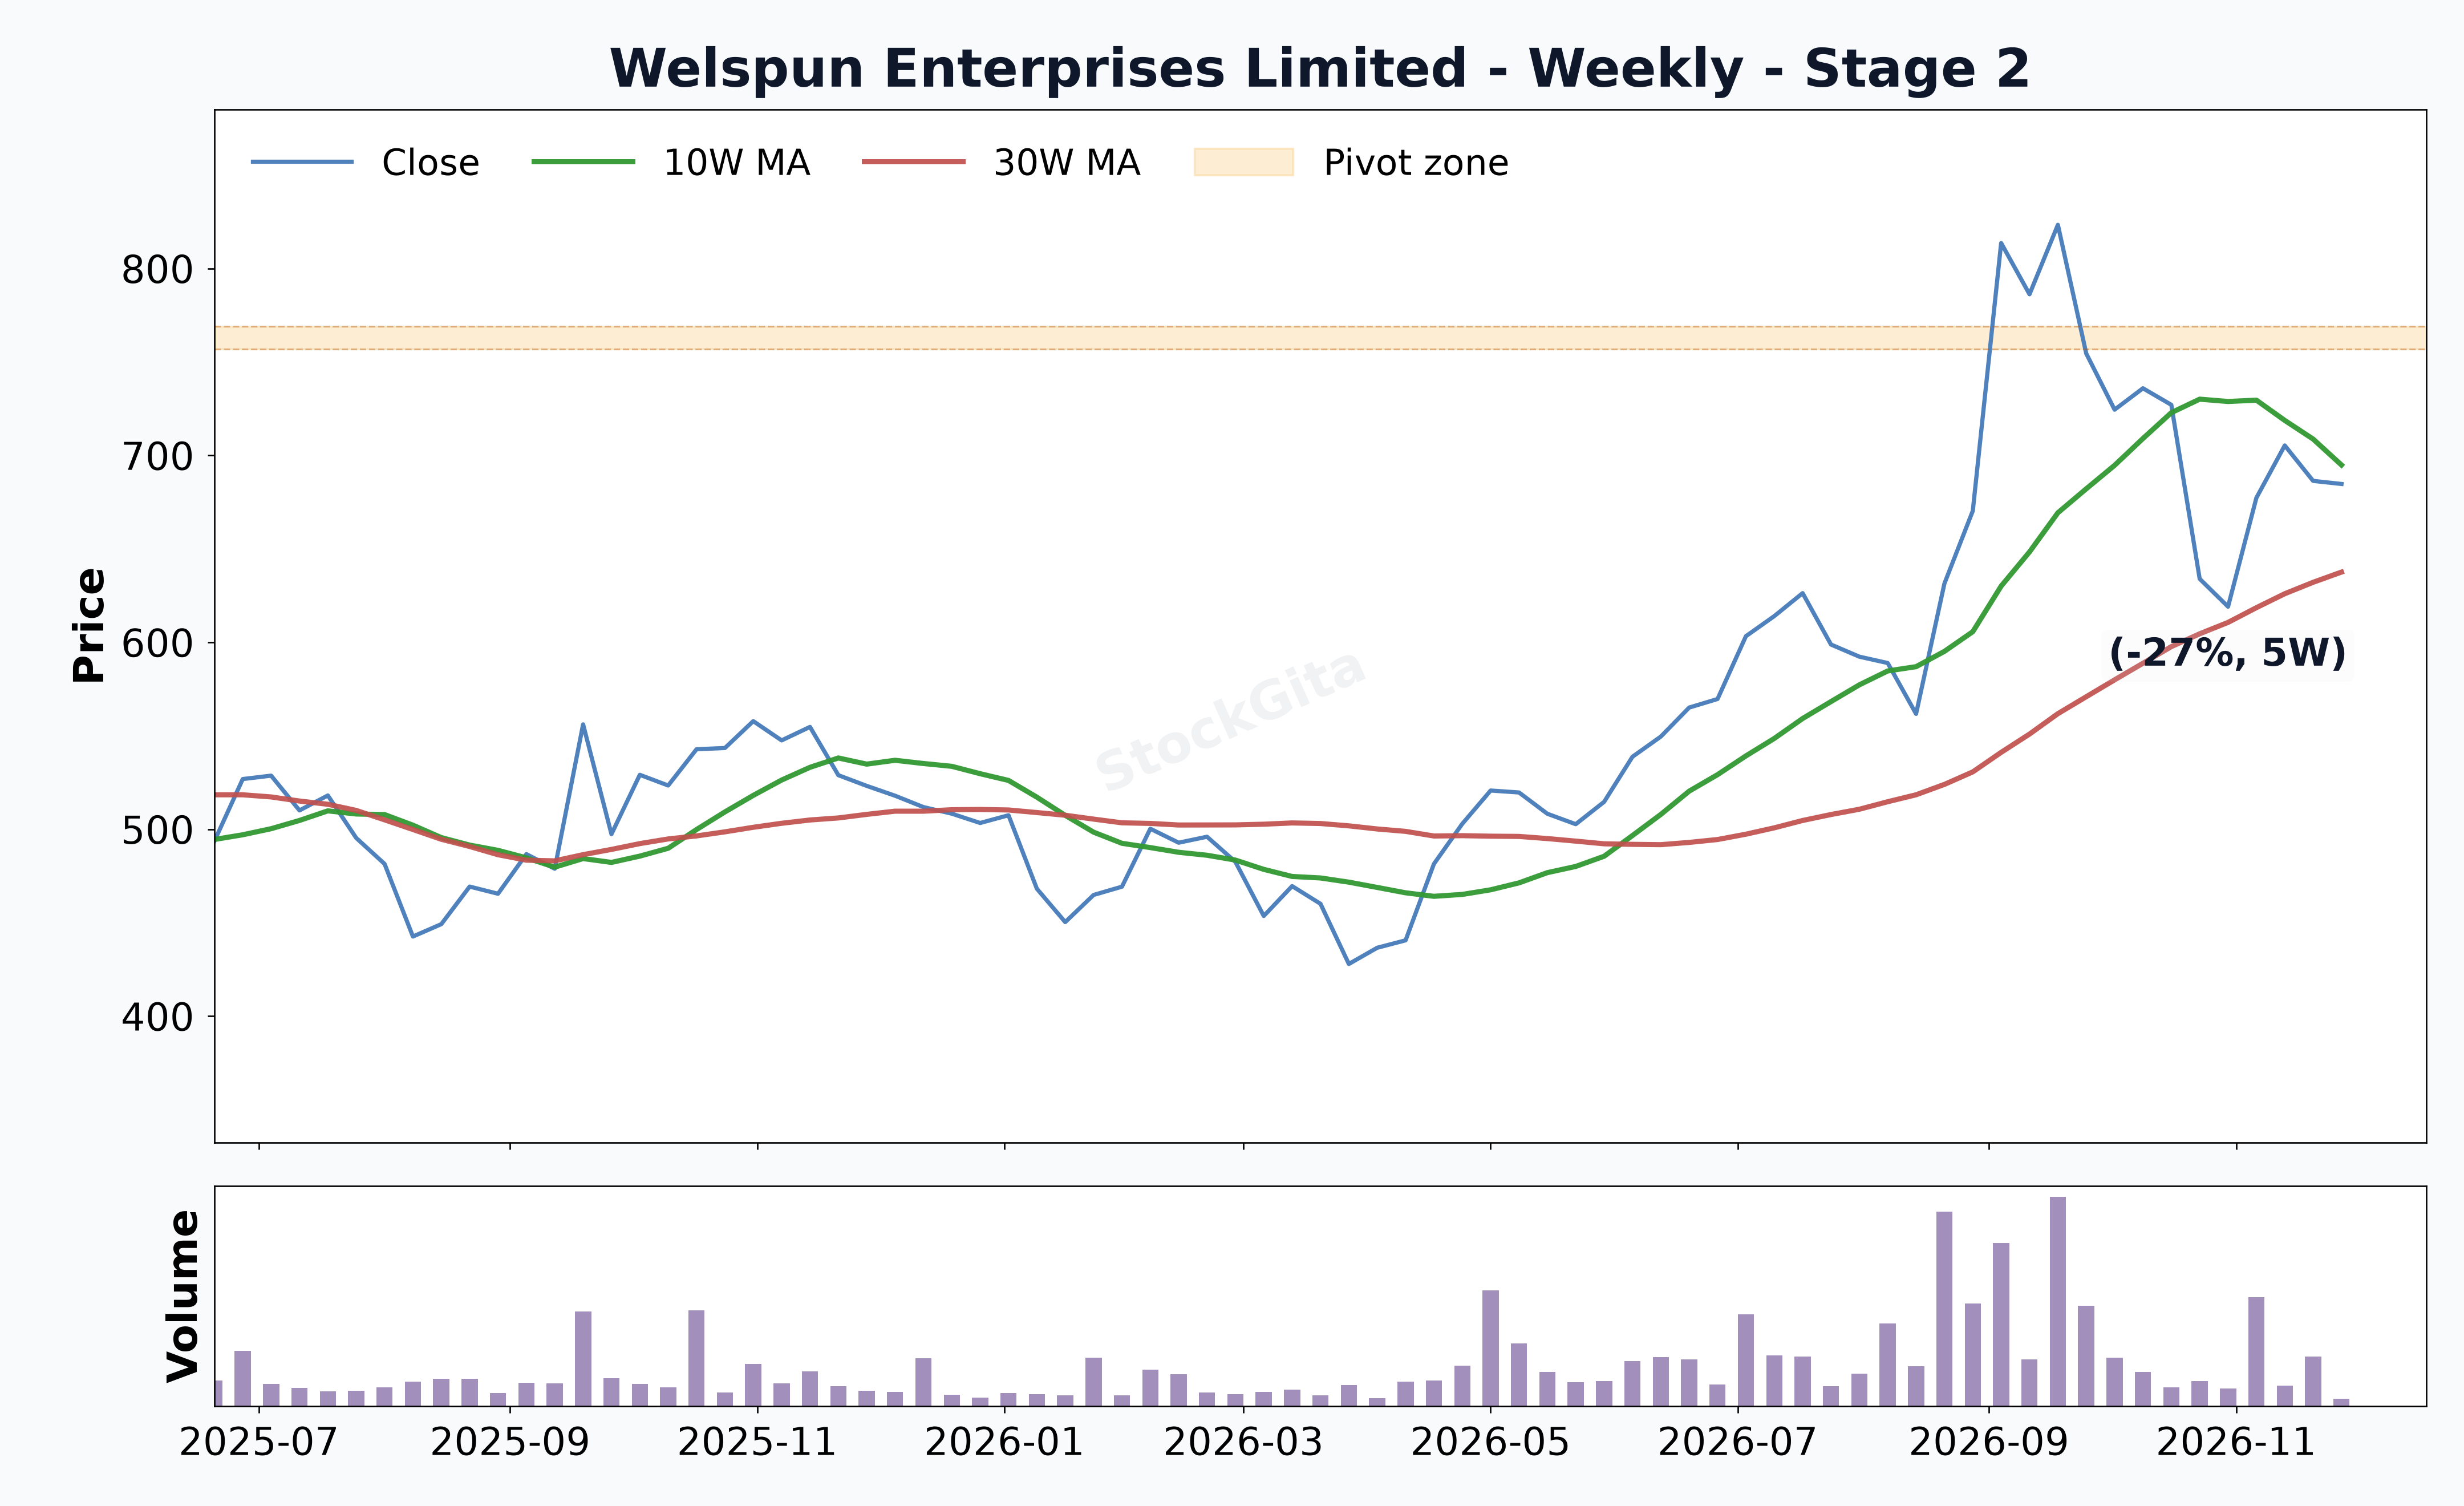 Welspun Enterprises Limited - Weekly - Stage 2
Close 10W MA 30W MA Pivot zone
800
700
600
500
400
Price
(-27%, 5W)
StockGita
Volume
2025-07 2025-09 2025-11 2026-01 2026-03 2026-05 2026-07 2026-09 2026-11